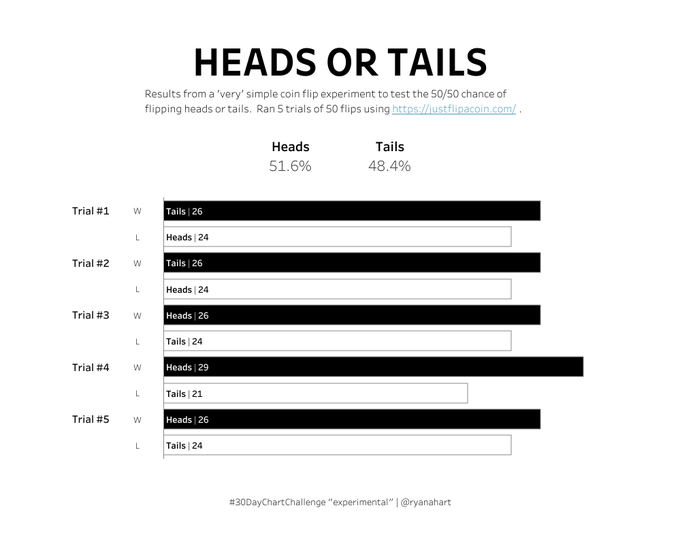 HEADS OR TAILS
Results from a ‘very’ simple coin flip experiment to test the 50/50 chance of
flipping heads or tails.  Ran 5 trials of 50 flips using https://justflipacoin.com/ .
Heads Tails
51.6% 48.4%
Trial #1 W Tails | 26
L Heads | 24
Trial #2 W Tails | 26
L Heads | 24
Trial #3 W Heads | 26
L Tails | 24
Trial #4 W Heads | 29
L Tails | 21
Trial #5 W Heads | 26
L Tails | 24
#30DayChartChallenge “experimental” | @ryanahart